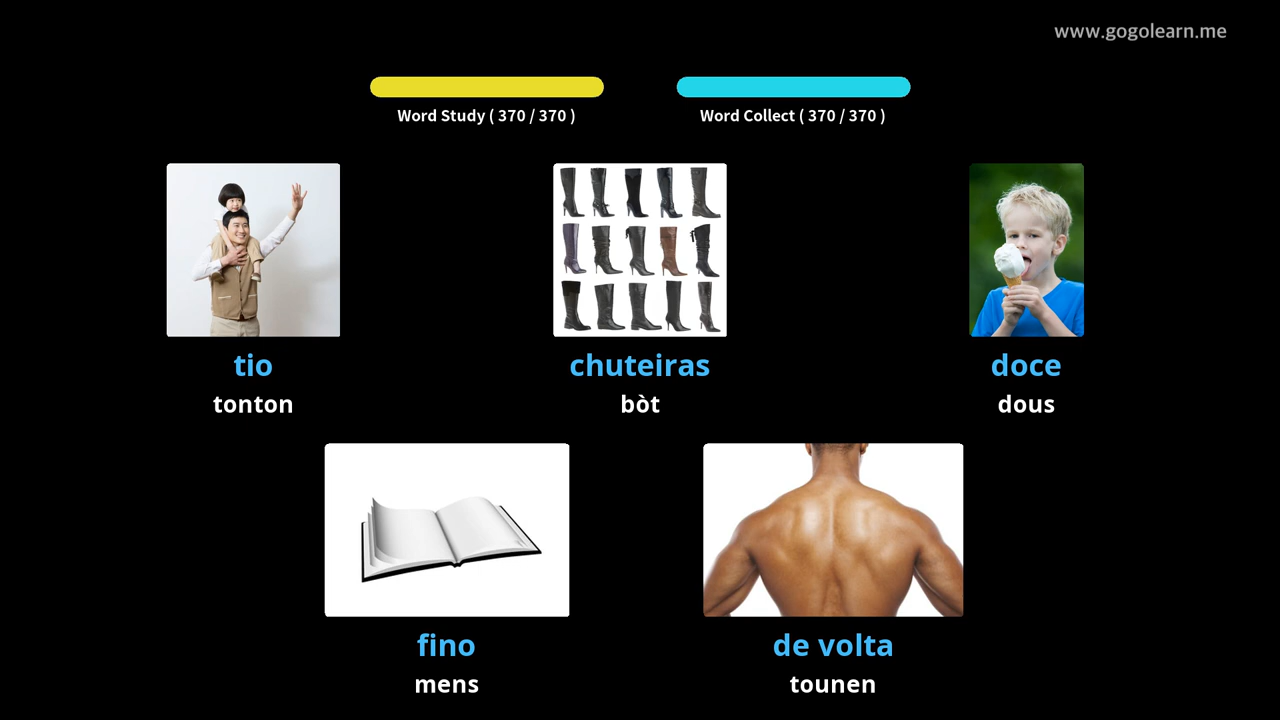 www.gogolearn.me
Word Study ( 370 / 370 )
Word Collect ( 370 / 370 )
tio
tonton
chuteiras
bòt
doce
dous
fino
mens
de volta
tounen